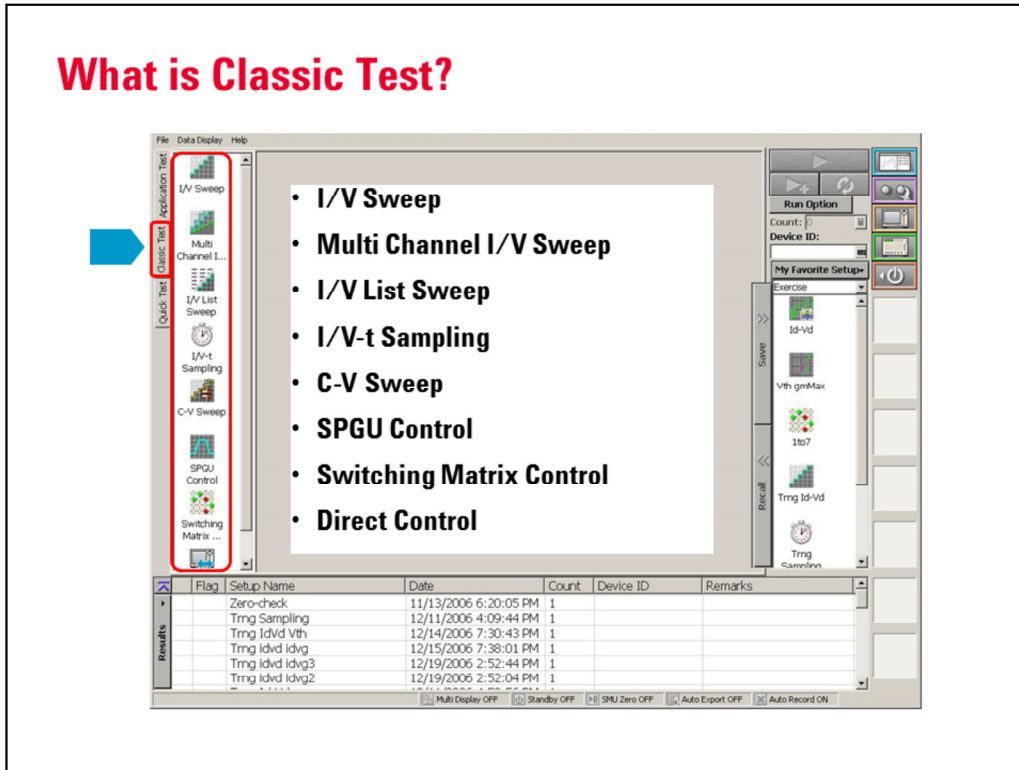 What is Classic Test?
File Data Display Help
Application Test
Classic Test
Quick Test
I/V Sweep
Multi
Channel I...
I/V List
Sweep
I/V-t
Sampling
C-V Sweep
SPGU
Control
Switching
Matrix ...
• I/V Sweep
• Multi Channel I/V Sweep
• I/V List Sweep
• I/V-t Sampling
• C-V Sweep
• SPGU Control
• Switching Matrix Control
• Direct Control
Save
Recall
Run Option
Count: 0
Device ID:
My Favorite Setup
Exercise
Id-Vd
Vth gmMax
1to7
Trng Id-Vd
Trng
Sampling
Results
Flag Setup Name Date Count Device ID Remarks
Zero-check 11/13/2006 6:20:05 PM 1
Trng Sampling 12/11/2006 4:09:44 PM 1
Trng IdVd Vth 12/14/2006 7:30:43 PM 1
Trng idvd idvg 12/15/2006 7:38:01 PM 1
Trng idvd idvg3 12/19/2006 2:52:44 PM 1
Trng idvd idvg2 12/19/2006 2:52:04 PM 1
Multi Display OFF Standby OFF SMU Zero OFF Auto Export OFF Auto Record ON